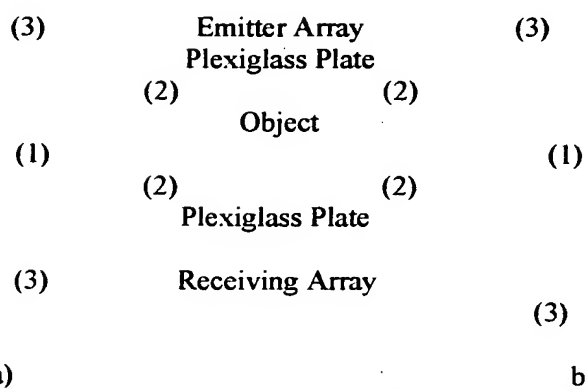 (3) Emitter Array (3)
Plexiglass Plate
(2) (2)
Object
(1) (1)
(2) (2)
Plexiglass Plate
(3) Receiving Array
(3)
a) b